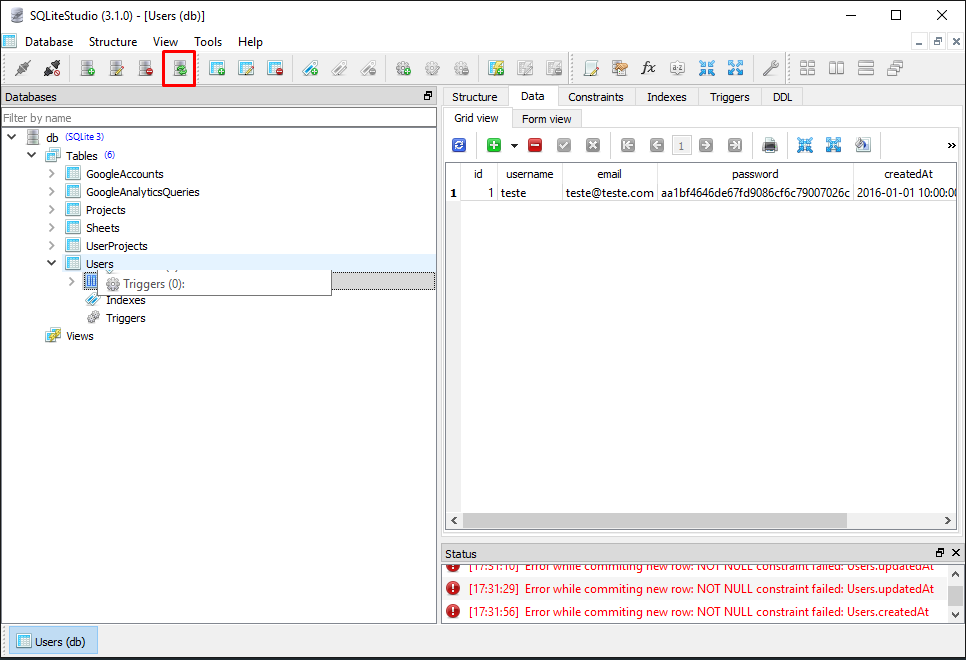 SQLiteStudio (3.1.0) - [Users (db)]
Database Structure View Tools Help
Databases
Filter by name
db (SQLite 3)
Tables (6)
GoogleAccounts
GoogleAnalyticsQueries
Projects
Sheets
UserProjects
Users
Triggers (0):
Indexes
Triggers
Views
Structure Data Constraints Indexes Triggers DDL
Grid view Form view
1
id username email password createdAt
1 1 teste teste@teste.com aa1bf4646de67fd9086cf6c79007026c 2016-01-01 10:00:00
Status
[17:31:10] Error while commiting new row: NOT NULL constraint failed: Users.updatedAt
[17:31:29] Error while commiting new row: NOT NULL constraint failed: Users.updatedAt
[17:31:56] Error while commiting new row: NOT NULL constraint failed: Users.createdAt
Users (db)